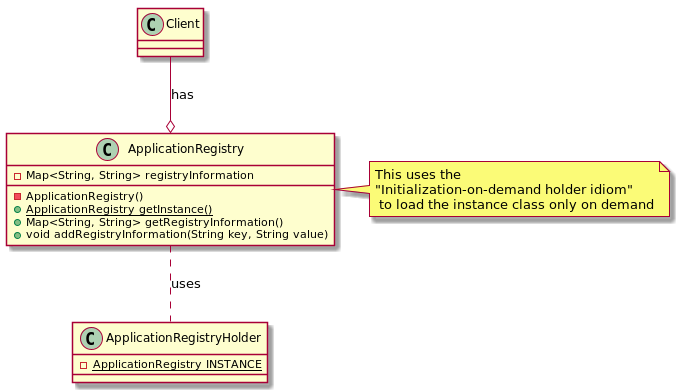 C Client
has
C ApplicationRegistry
Map<String, String> registryInformation
ApplicationRegistry()
ApplicationRegistry getInstance()
Map<String, String> getRegistryInformation()
void addRegistryInformation(String key, String value)
This uses the
"Initialization-on-demand holder idiom"
to load the instance class only on demand
uses
C ApplicationRegistryHolder
ApplicationRegistry INSTANCE